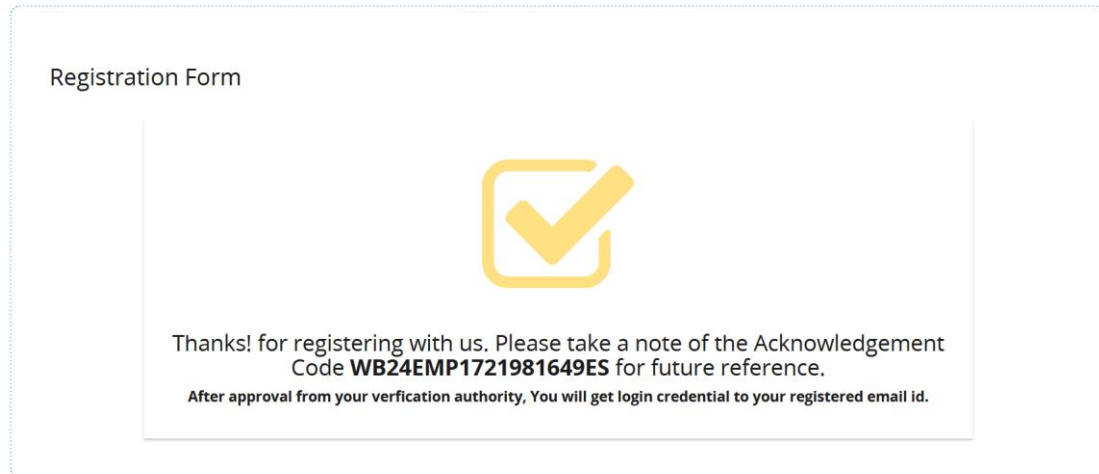 Registration Form
Thanks! for registering with us. Please take a note of the Acknowledgement
Code WB24EMP1721981649ES for future reference.
After approval from your verfication authority, You will get login credential to your registered email id.